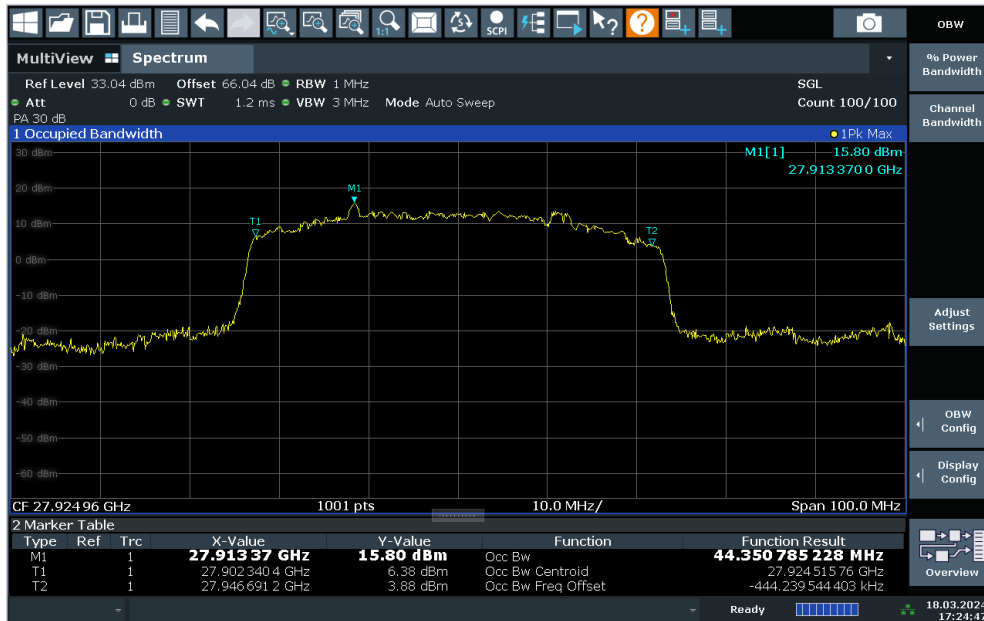 1:1
SCPI
OBW
MultiView Spectrum
% Power Bandwidth
Ref Level 33.04 dBm Offset 66.04 dB RBW 1 MHz SGL
Att 0 dB SWT 1.2 ms VBW 3 MHz Mode Auto Sweep Count 100/100
PA 30 dB
Channel Bandwidth
1 Occupied Bandwidth 1Pk Max
30 dBm M1[1] 15.80 dBm
27.913 370 0 GHz
20 dBm
M1
10 dBm
T1
T2
0 dBm
-10 dBm
-20 dBm
-30 dBm
-40 dBm
-50 dBm
-60 dBm
Adjust Settings
OBW Config
Display Config
CF 27.92496 GHz 1001 pts 10.0 MHz/ Span 100.0 MHz
2 Marker Table
Type Ref Trc X-Value Y-Value Function Function Result
M1 1 27.913 37 GHz 15.80 dBm Occ Bw 44.350 785 228 MHz
T1 1 27.902 340 4 GHz 6.38 dBm Occ Bw Centroid 27.924 515 76 GHz
T2 1 27.946 691 2 GHz 3.88 dBm Occ Bw Freq Offset -444.239 544 403 kHz
Overview
Ready 18.03.2024
17:24:47